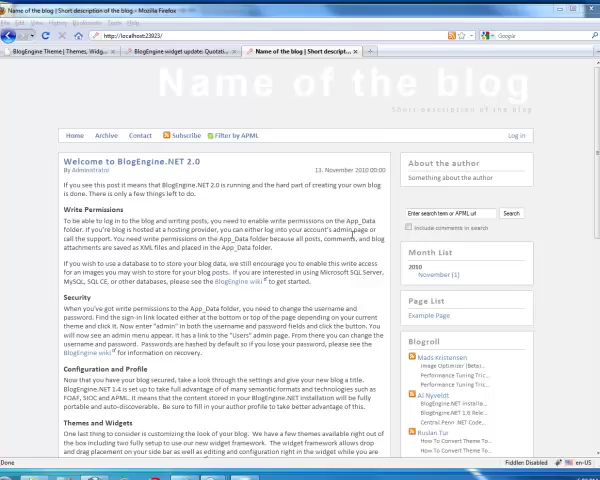 Name of the blog | Short description of the blog - Mozilla Firefox
File Edit View History Bookmarks Tools Help
http://localhost:23923/
Google
BlogEngine Theme | Themes, Widg...
BlogEngine widget update: Quotati...
Name of the blog | Short descript...
Name of the blog
Short description of the blog
Home Archive Contact Subscribe Filter by APML Log in
Welcome to BlogEngine.NET 2.0
By Administrator 13. November 2010 00:00
If you see this post it means that BlogEngine.NET 2.0 is running and the hard part of creating your own blog
is done. There is only a few things left to do.
Write Permissions
To be able to log in to the blog and writing posts, you need to enable write permissions on the App_Data
folder. If you're blog is hosted at a hosting provider, you can either log into your account's admin page or
call the support. You need write permissions on the App_Data folder because all posts, comments, and blog
attachments are saved as XML files and placed in the App_Data folder.
If you wish to use a database to to store your blog data, we still encourage you to enable this write access
for an images you may wish to store for your blog posts. If you are interested in using Microsoft SQL Server,
MySQL, SQL CE, or other databases, please see the BlogEngine wiki to get started.
Security
When you've got write permissions to the App_Data folder, you need to change the username and
password. Find the sign-in link located either at the bottom or top of the page depending on your current
theme and click it. Now enter "admin" in both the username and password fields and click the button. You
will now see an admin menu appear. It has a link to the "Users" admin page. From there you can change the
username and password. Passwords are hashed by default so if you lose your password, please see the
BlogEngine wiki for information on recovery.
Configuration and Profile
Now that you have your blog secured, take a look through the settings and give your new blog a title.
BlogEngine.NET 1.4 is set up to take full advantage of of many semantic formats and technologies such as
FOAF, SIOC and APML. It means that the content stored in your BlogEngine.NET installation will be fully
portable and auto-discoverable. Be sure to fill in your author profile to take better advantage of this.
Themes and Widgets
One last thing to consider is customizing the look of your blog. We have a few themes available right out of
the box including two fully setup to use our new widget framework. The widget framework allows drop
and drag placement on your side bar as well as editing and configuration right in the widget while you are
About the author
Something about the author
Enter search term or APML url Search
Include comments in search
Month List
2010
November (1)
Page List
Example Page
Blogroll
Mads Kristensen
Image Optimizer (Beta)...
Performance Tuning Tric...
Performance Tuning Tric...
Al Nyveldt
BlogEngine.NET Installe...
BlogEngine.NET 1.6 Rele...
Central Penn .NET Code...
Ruslan Tur
How To Convert Theme To...
How To Convert Theme To...
Done Fiddler: Disabled en-US